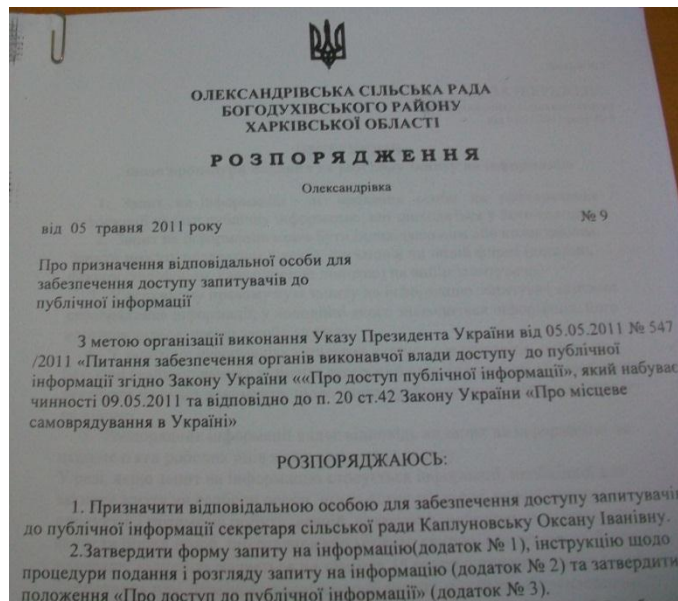 ОЛЕКСАНДРІВСЬКА СІЛЬСЬКА РАДА
БОГОДУХІВСЬКОГО РАЙОНУ
ХАРКІВСЬКОЇ ОБЛАСТІ
РОЗПОРЯДЖЕННЯ
Олександрівка
від 05 травня 2011 року № 9
Про призначення відповідальної особи для
забезпечення доступу запитувачів до
публічної інформації
З метою організації виконання Указу Президента України від 05.05.2011 № 547
/2011 «Питання забезпечення органів виконавчої влади доступу до публічної
інформації згідно Закону України ««Про доступ публічної інформації», який набуває
чинності 09.05.2011 та відповідно до п. 20 ст.42 Закону України «Про місцеве
самоврядування в Україні»
РОЗПОРЯДЖАЮСЬ:
1. Призначити відповідальною особою для забезпечення доступу запитувачів
до публічної інформації секретаря сільської ради Каплуновську Оксану Іванівну.
2.Затвердити форму запиту на інформацію(додаток № 1), інструкцію щодо
процедури подання і розгляду запиту на інформацію (додаток № 2) та затвердити
положення «Про доступ до публічної інформації» (додаток № 3).